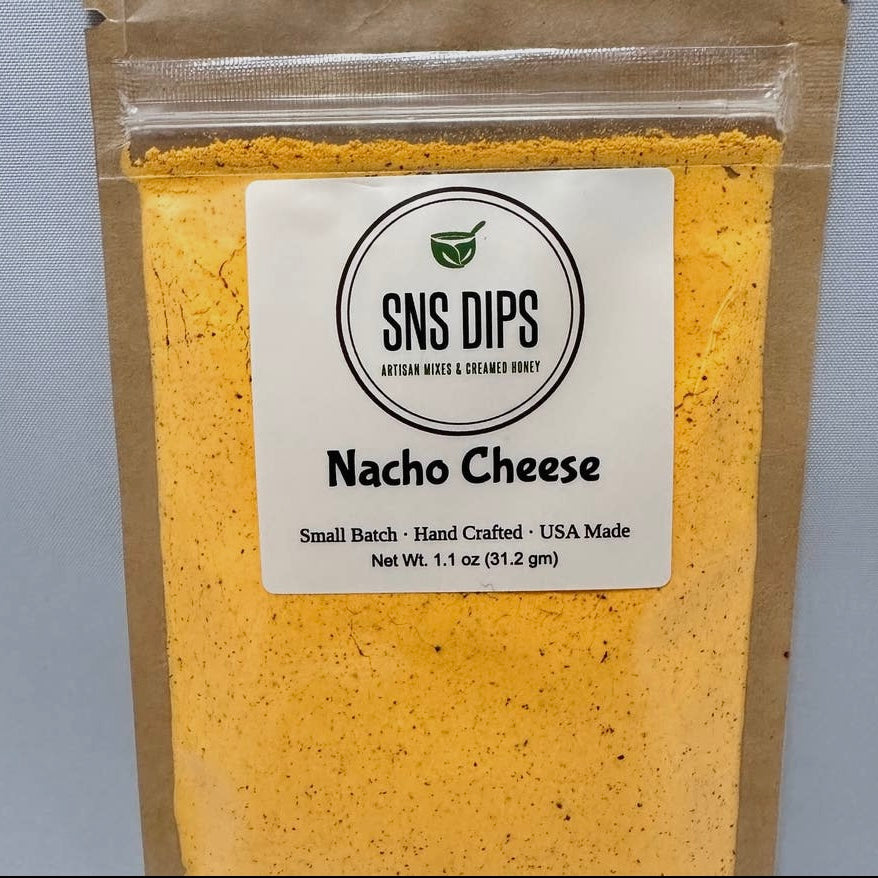 SNS DIPS
ARTISAN MIXES & CREAMED HONEY
Nacho Cheese
Small Batch · Hand Crafted · USA Made
Net Wt. 1.1 oz (31.2 gm)